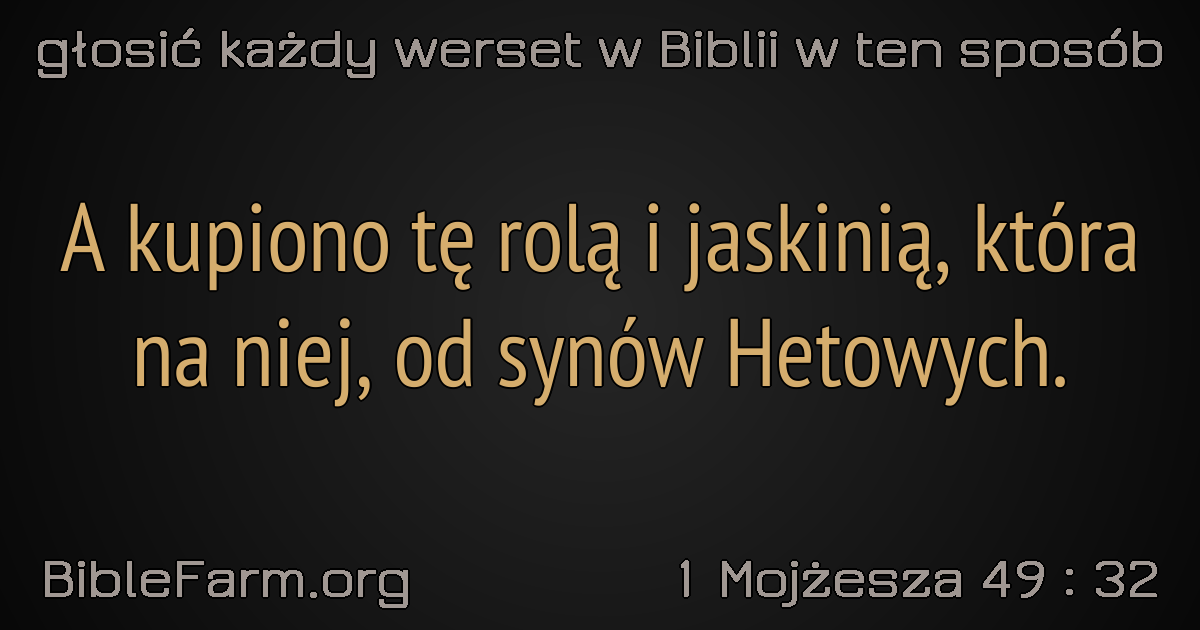 głosić każdy werset w Biblii w ten sposób
A kupiono tę rolą i jaskinią, która
na niej, od synów Hetowych.
BibleFarm.org
1 Mojżesza 49 : 32